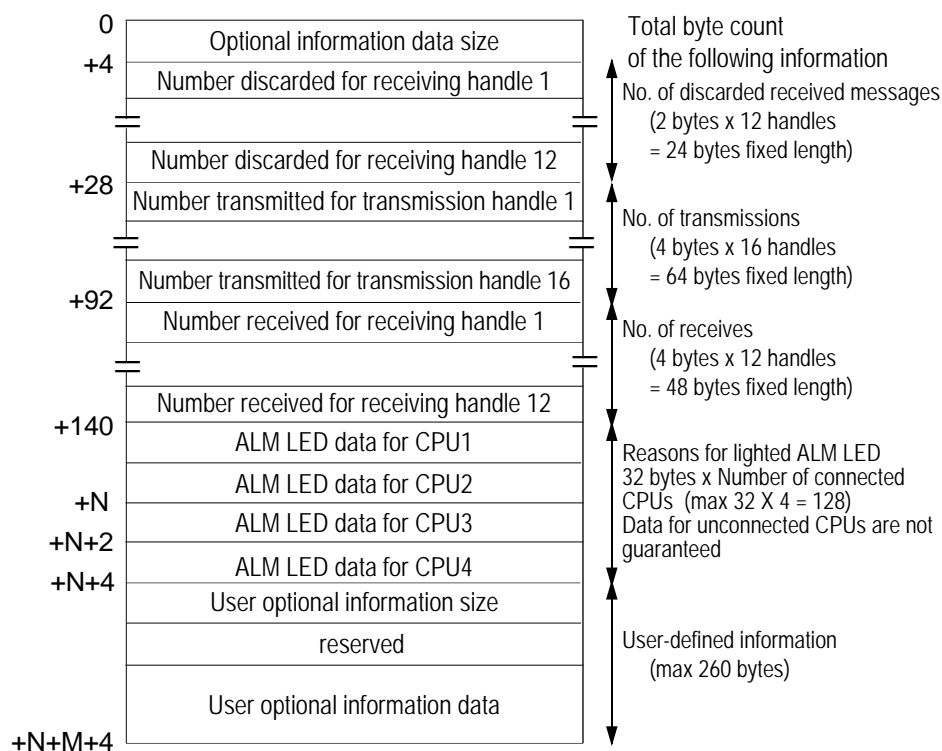 0
Optional information data size
Total byte count
of the following information
+4
Number discarded for receiving handle 1
No. of discarded received messages
(2 bytes x 12 handles
= 24 bytes fixed length)
Number discarded for receiving handle 12
+28
Number transmitted for transmission handle 1
No. of transmissions
(4 bytes x 16 handles
= 64 bytes fixed length)
Number transmitted for transmission handle 16
+92
Number received for receiving handle 1
No. of receives
(4 bytes x 12 handles
= 48 bytes fixed length)
Number received for receiving handle 12
+140
ALM LED data for CPU1
Reasons for lighted ALM LED
32 bytes x Number of connected
CPUs (max 32 X 4 = 128)
Data for unconnected CPUs are not
guaranteed
ALM LED data for CPU2
+N
ALM LED data for CPU3
+N+2
ALM LED data for CPU4
+N+4
User optional information size
reserved
User-defined information
(max 260 bytes)
User optional information data
+N+M+4